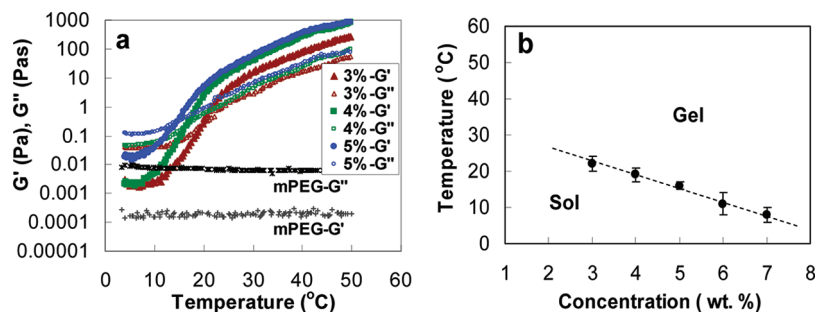 a
G' (Pa), G'' (Pas)
1000
100
10
1
0.1
0.01
0.001
0.0001
0.00001
3%-G'
3%-G''
4%-G'
4%-G''
5%-G'
5%-G''
mPEG-G''
mPEG-G'
0 10 20 30 40 50 60
Temperature (°C)
b
Temperature (°C)
60
50
40
30
20
10
0
Gel
Sol
1 2 3 4 5 6 7 8
Concentration ( wt. %)